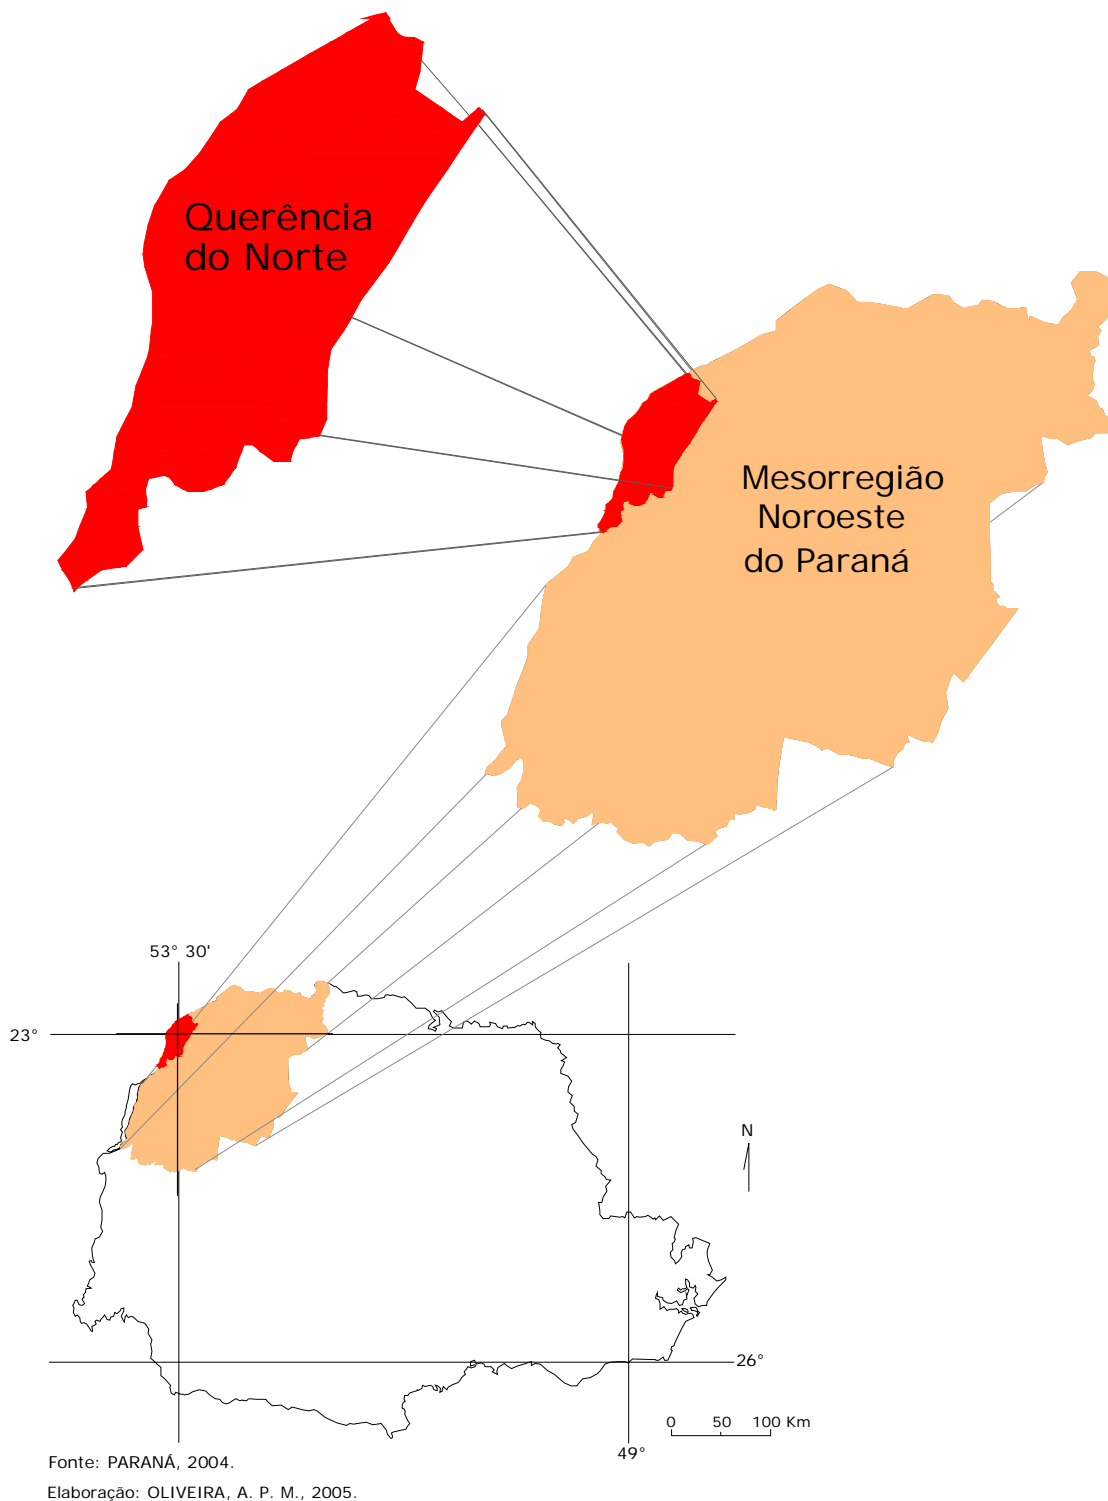 Querência
do Norte
Mesorregião
Noroeste
do Paraná
53° 30'
23°
N
26°
0 50 100 Km
49°
Fonte: PARANÁ, 2004.
Elaboração: OLIVEIRA, A. P. M., 2005.